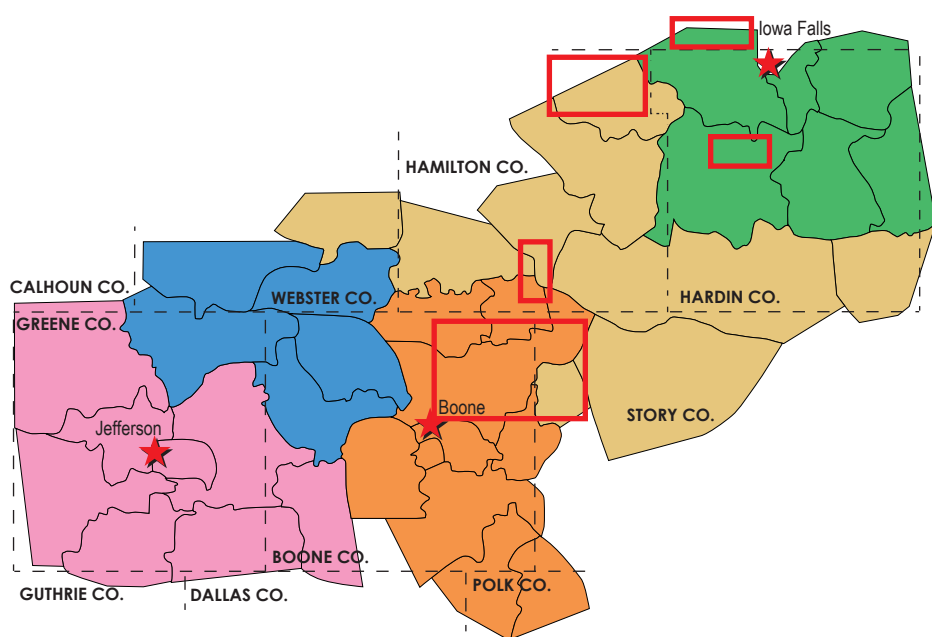 Iowa Falls
HAMILTON CO.
CALHOUN CO.
WEBSTER CO.
HARDIN CO.
GREENE CO.
Boone
STORY CO.
Jefferson
BOONE CO.
POLK CO.
GUTHRIE CO.
DALLAS CO.